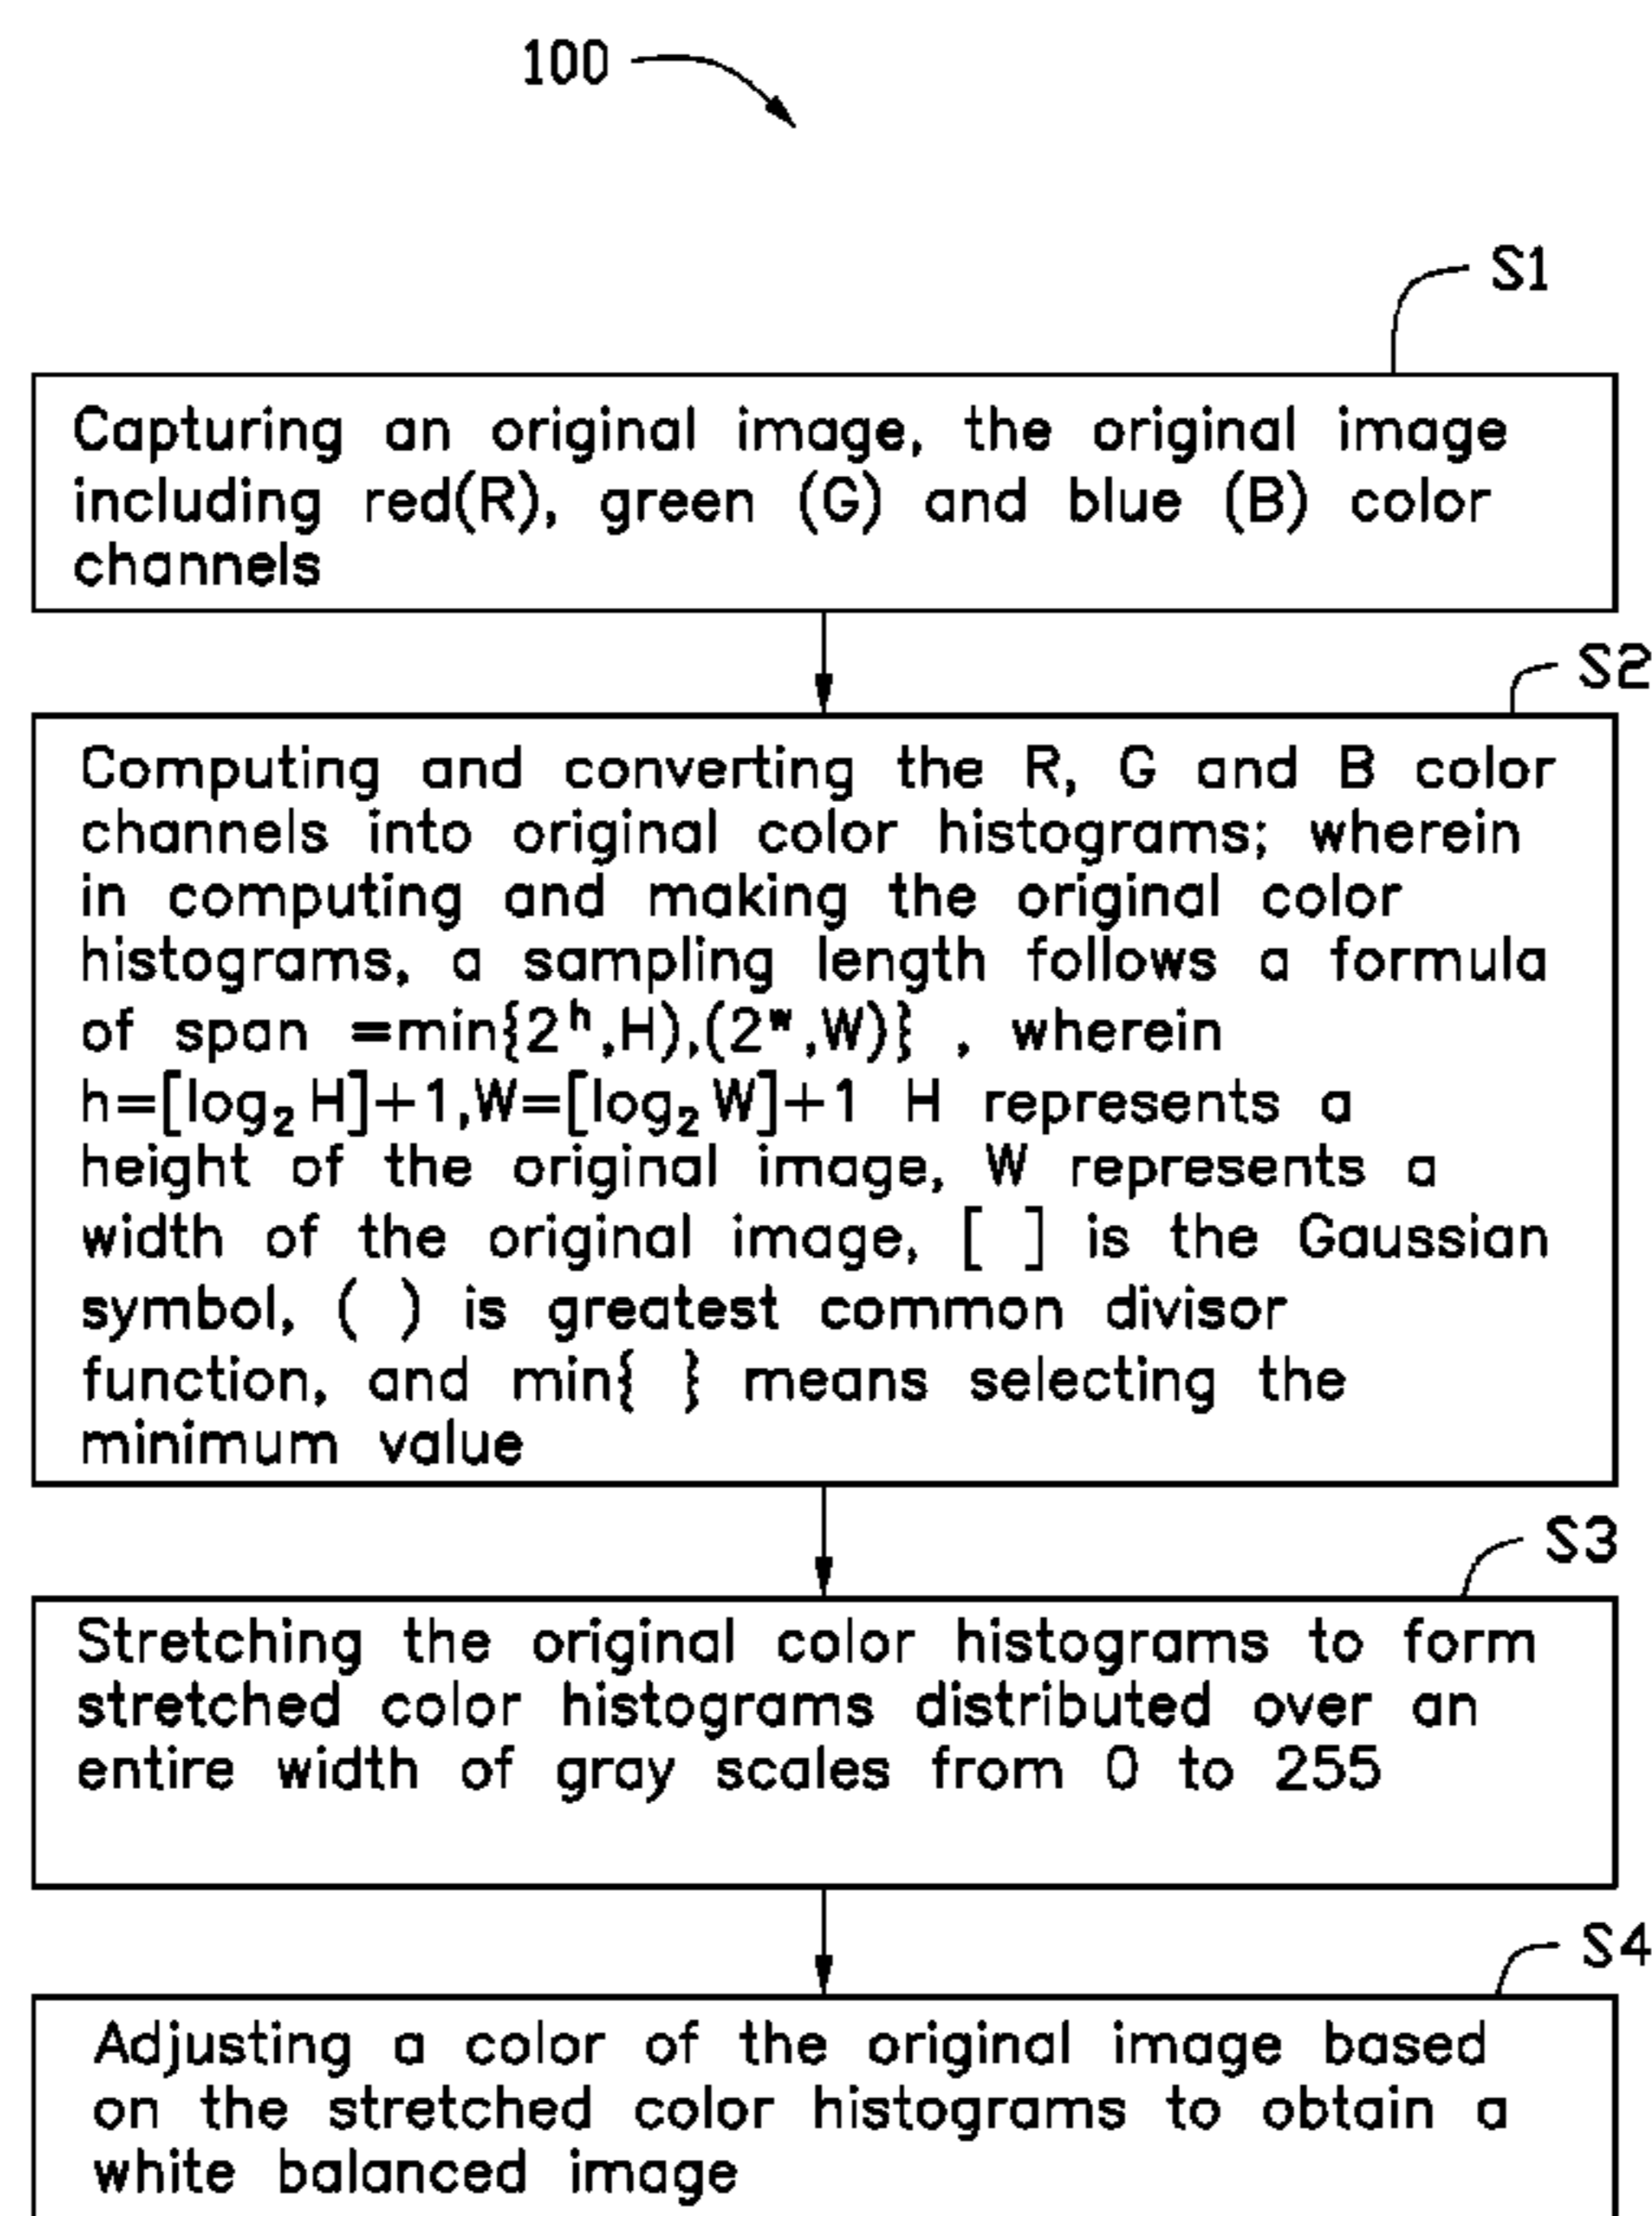 100
S1
Capturing an original image, the original image
including red(R), green (G) and blue (B) color
channels
S2
Computing and converting the R, G and B color
channels into original color histograms; wherein
in computing and making the original color
histograms, a sampling length follows a formula
of span =min{2ʰ,H),(2ʷ,W)} , wherein
h=[log₂ H]+1,W=[log₂ W]+1 H represents a
height of the original image, W represents a
width of the original image, [ ] is the Gaussian
symbol, ( ) is greatest common divisor
function, and min{ } means selecting the
minimum value
S3
Stretching the original color histograms to form
stretched color histograms distributed over an
entire width of gray scales from 0 to 255
S4
Adjusting a color of the original image based
on the stretched color histograms to obtain a
white balanced image